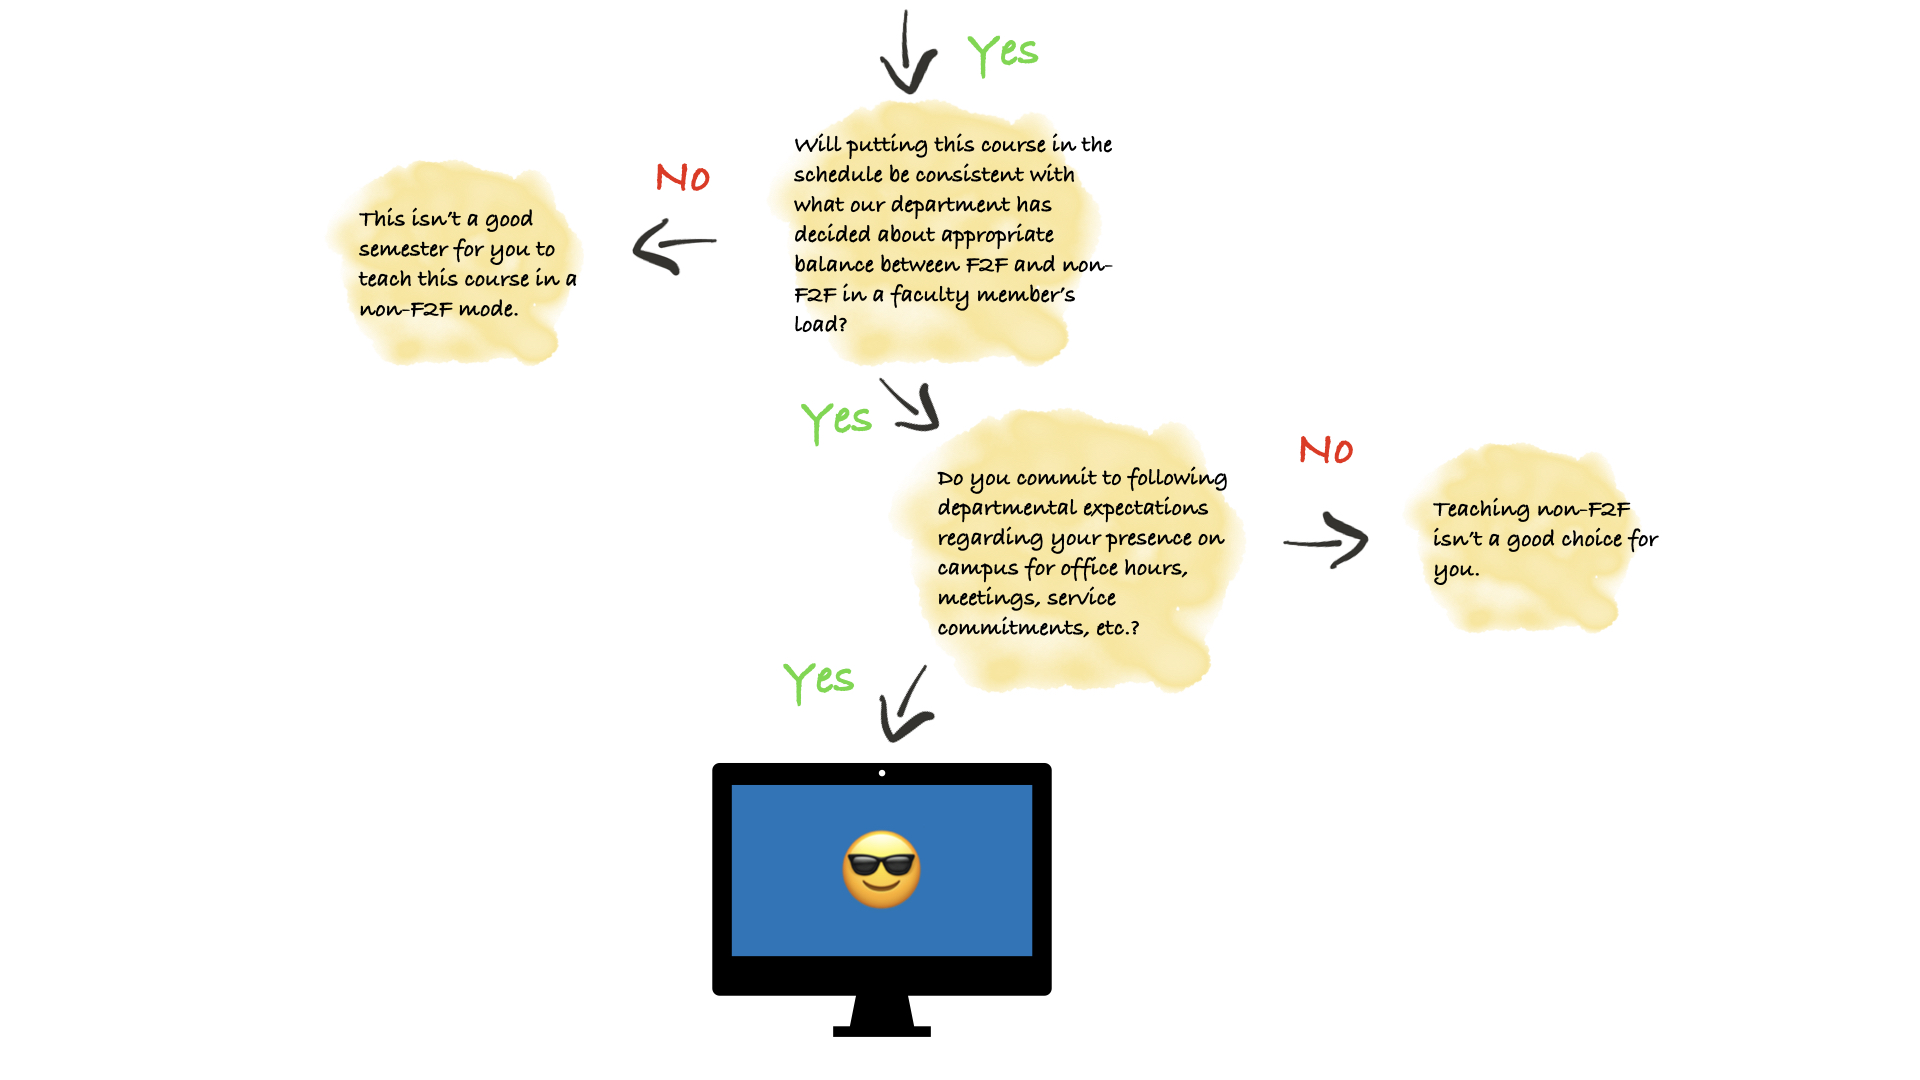 Yes
Will putting this course in the
schedule be consistent with
what our department has
decided about appropriate
balance between F2F and non-
F2F in a faculty member's
load?
No
This isn't a good
semester for you to
teach this course in a
non-F2F mode.
Yes
Do you commit to following
departmental expectations
regarding your presence on
campus for office hours,
meetings, service
commitments, etc.?
No
Teaching non-F2F
isn't a good choice for
you.
Yes